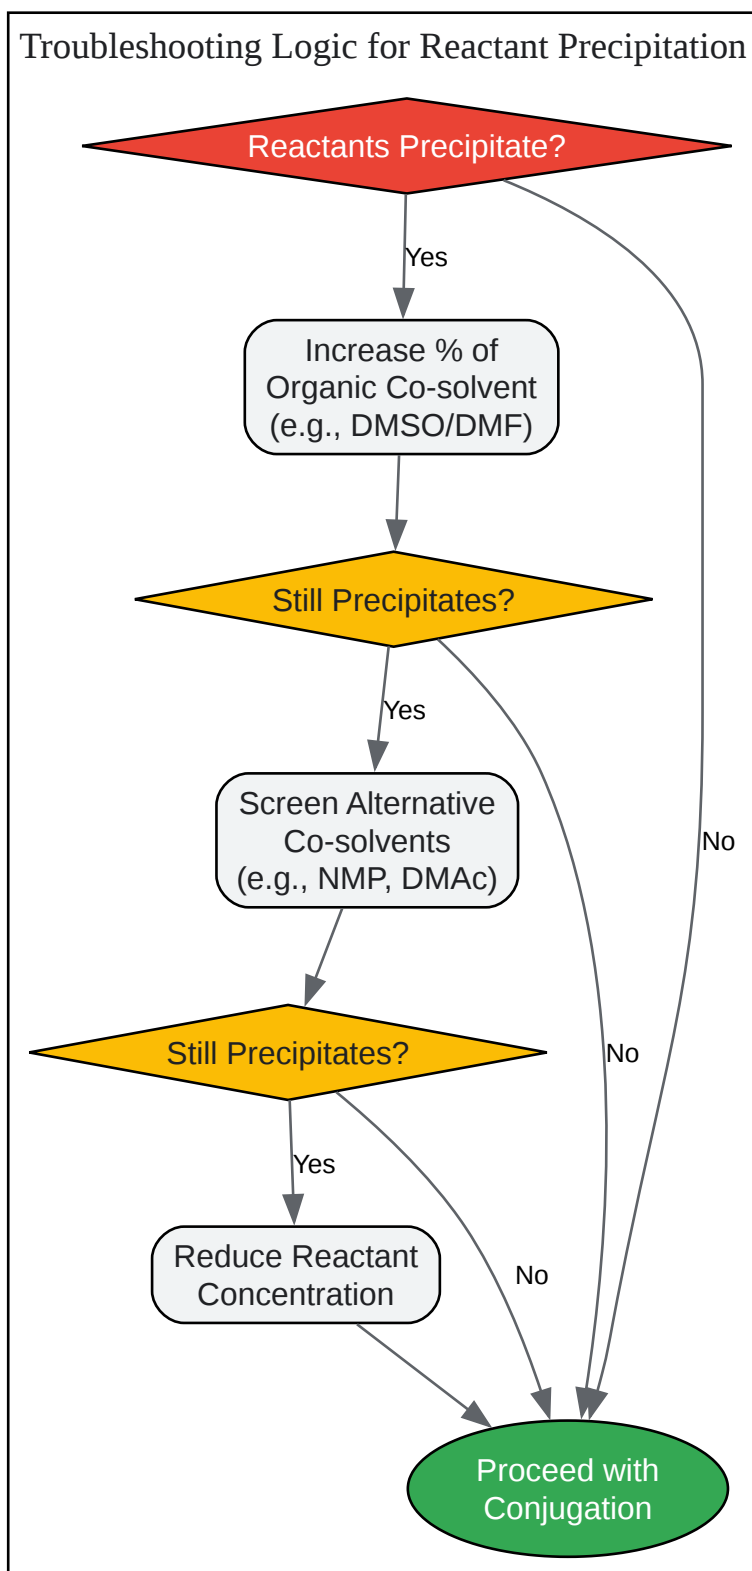 Troubleshooting Logic for Reactant Precipitation
Reactants Precipitate?
Yes
Increase % of
Organic Co-solvent
(e.g., DMSO/DMF)
Still Precipitates?
Yes
Screen Alternative
Co-solvents
(e.g., NMP, DMAc)
No
Still Precipitates?
No
Yes
Reduce Reactant
Concentration
No
Proceed with
Conjugation